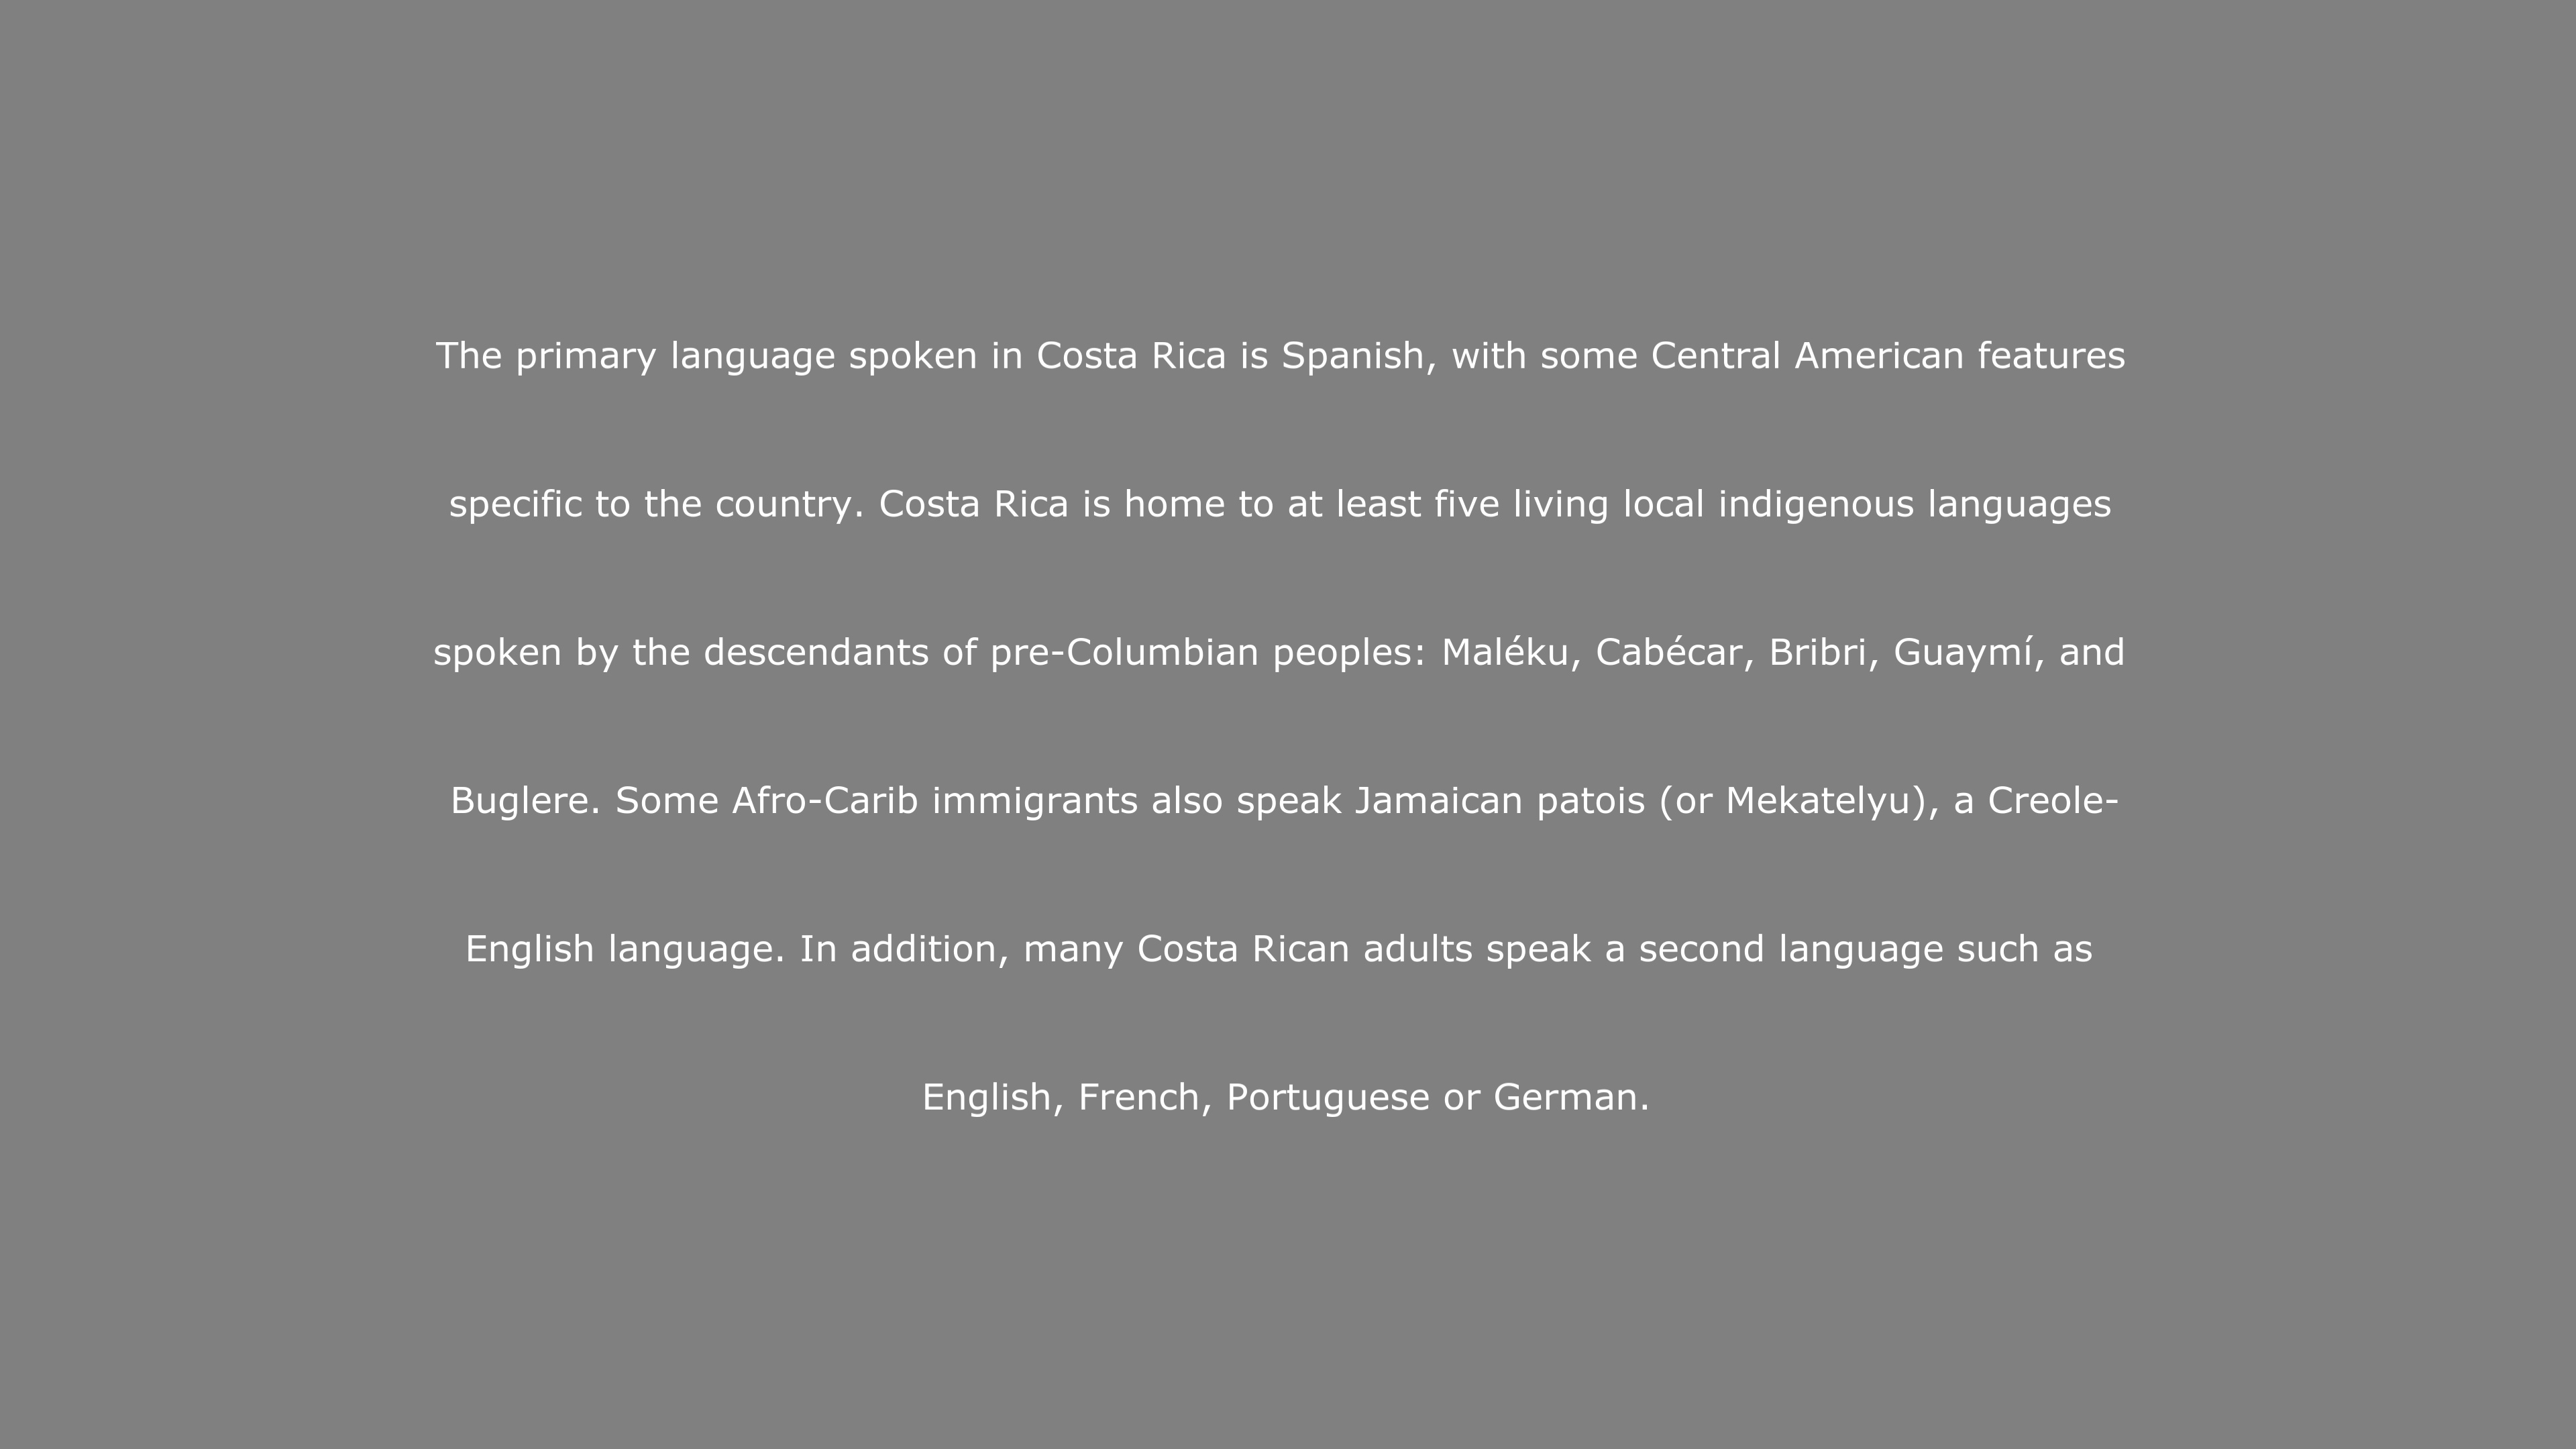 The primary language spoken in Costa Rica is Spanish, with some Central American features
specific to the country. Costa Rica is home to at least five living local indigenous languages
spoken by the descendants of pre-Columbian peoples: Maléku, Cabécar, Bribri, Guaymí, and
Buglere. Some Afro-Carib immigrants also speak Jamaican patois (or Mekatelyu), a Creole-
English language. In addition, many Costa Rican adults speak a second language such as
English, French, Portuguese or German.